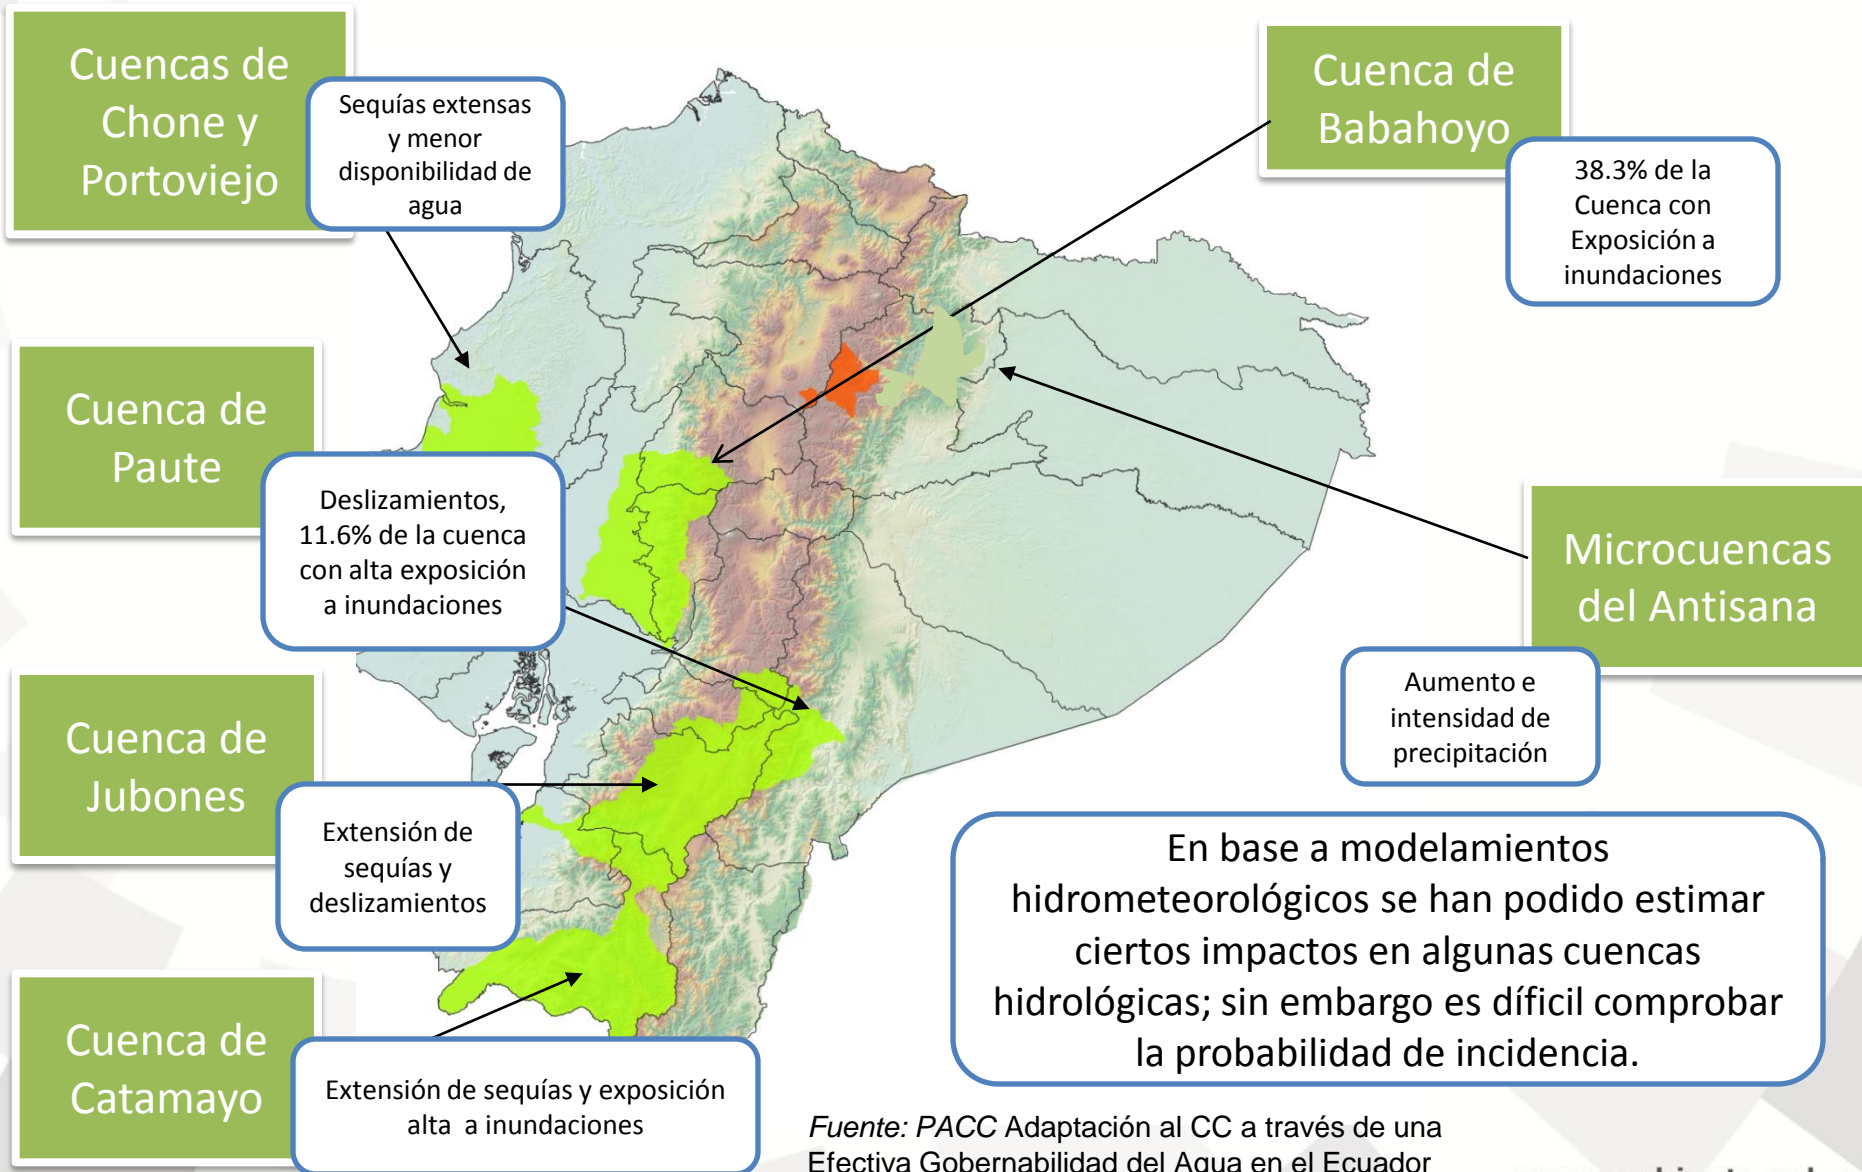 Cuencas de
Chone y
Portoviejo
Sequías extensas
y menor
disponibilidad de
agua
Cuenca de
Babahoyo
38.3% de la
Cuenca con
Exposición a
inundaciones
Cuenca de
Paute
Deslizamientos,
11.6% de la cuenca
con alta exposición
a inundaciones
Microcuencas
del Antisana
Aumento e
intensidad de
precipitación
Cuenca de
Jubones
Extensión de
sequías y
deslizamientos
En base a modelamientos
hidrometeorológicos se han podido estimar
ciertos impactos en algunas cuencas
hidrológicas; sin embargo es díficil comprobar
la probabilidad de incidencia.
Cuenca de
Catamayo
Extensión de sequías y exposición
alta a inundaciones
Fuente: PACC Adaptación al CC a través de una
Efectiva Gobernabilidad del Agua en el Ecuador